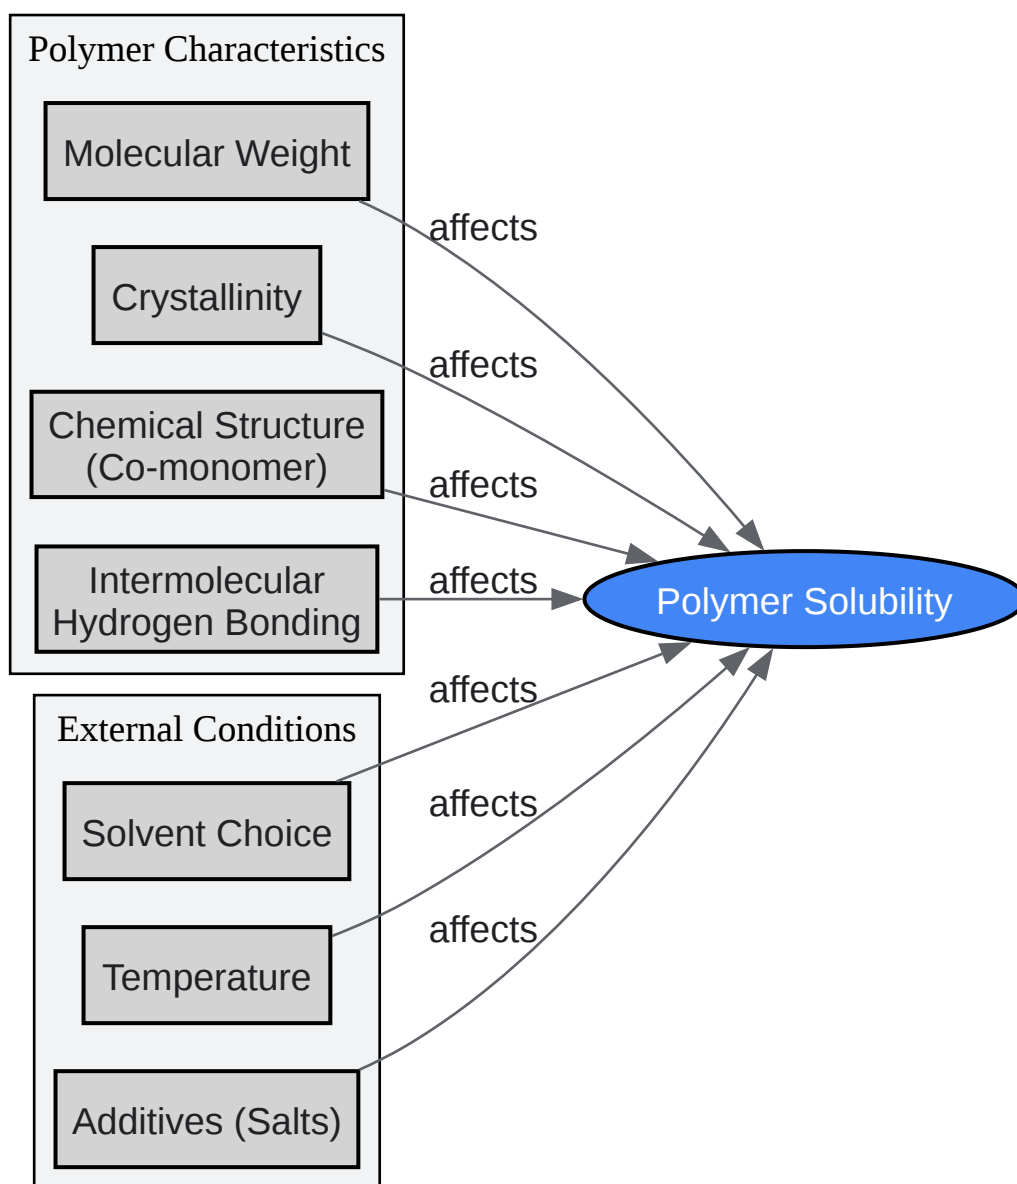 Polymer Characteristics
Molecular Weight
affects
Crystallinity
affects
Chemical Structure
(Co-monomer)
affects
Intermolecular
Hydrogen Bonding
affects
Polymer Solubility
External Conditions
affects
Solvent Choice
affects
Temperature
affects
Additives (Salts)